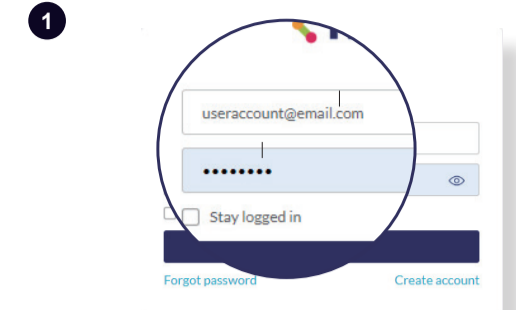 1
useraccount@email.com
••••••••
Stay logged in
Forgot password
Create account